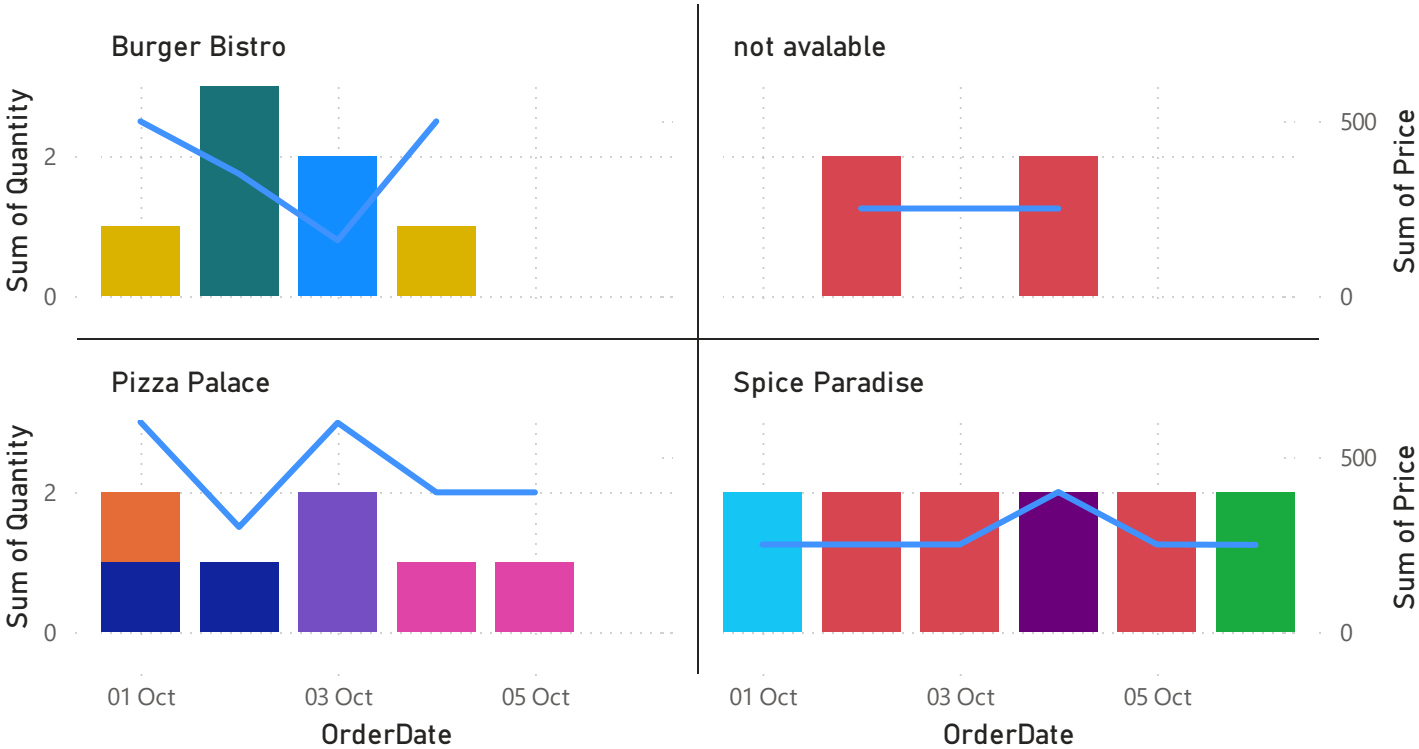 Burger Bistro
not avalable
Sum of Quantity
2
0
500
0
Sum of Price
Pizza Palace
Spice Paradise
Sum of Quantity
2
0
500
0
Sum of Price
01 Oct
03 Oct
05 Oct
01 Oct
03 Oct
05 Oct
OrderDate
OrderDate